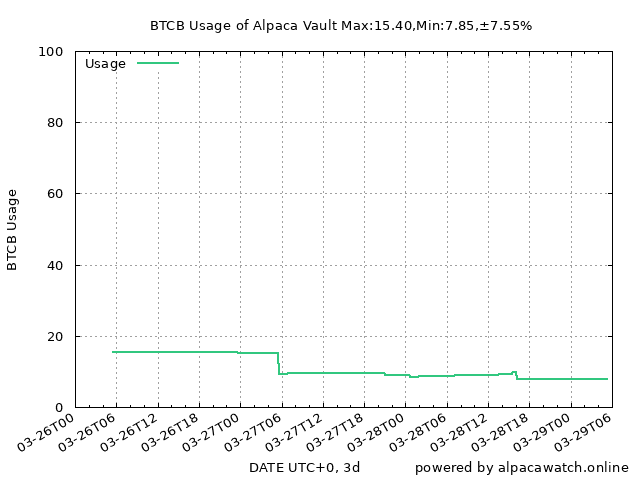 BTCB Usage of Alpaca Vault Max:15.40,Min:7.85,±7.55%
Usage
BTCB Usage
100
80
60
40
20
0
03-26T00 03-26T06 03-26T12 03-26T18 03-27T00 03-27T06 03-27T12 03-27T18 03-28T00 03-28T06 03-28T12 03-28T18 03-29T00 03-29T06
DATE UTC+0, 3d powered by alpacawatch.online